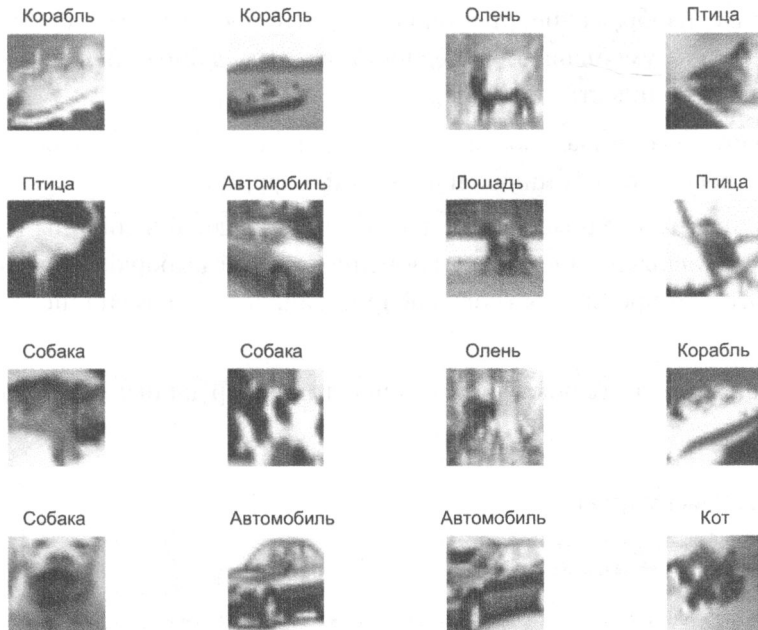 Корабль Корабль Олень Птица
Птица Автомобиль Лошадь Птица
Собака Собака Олень Корабль
Собака Автомобиль Автомобиль Кот